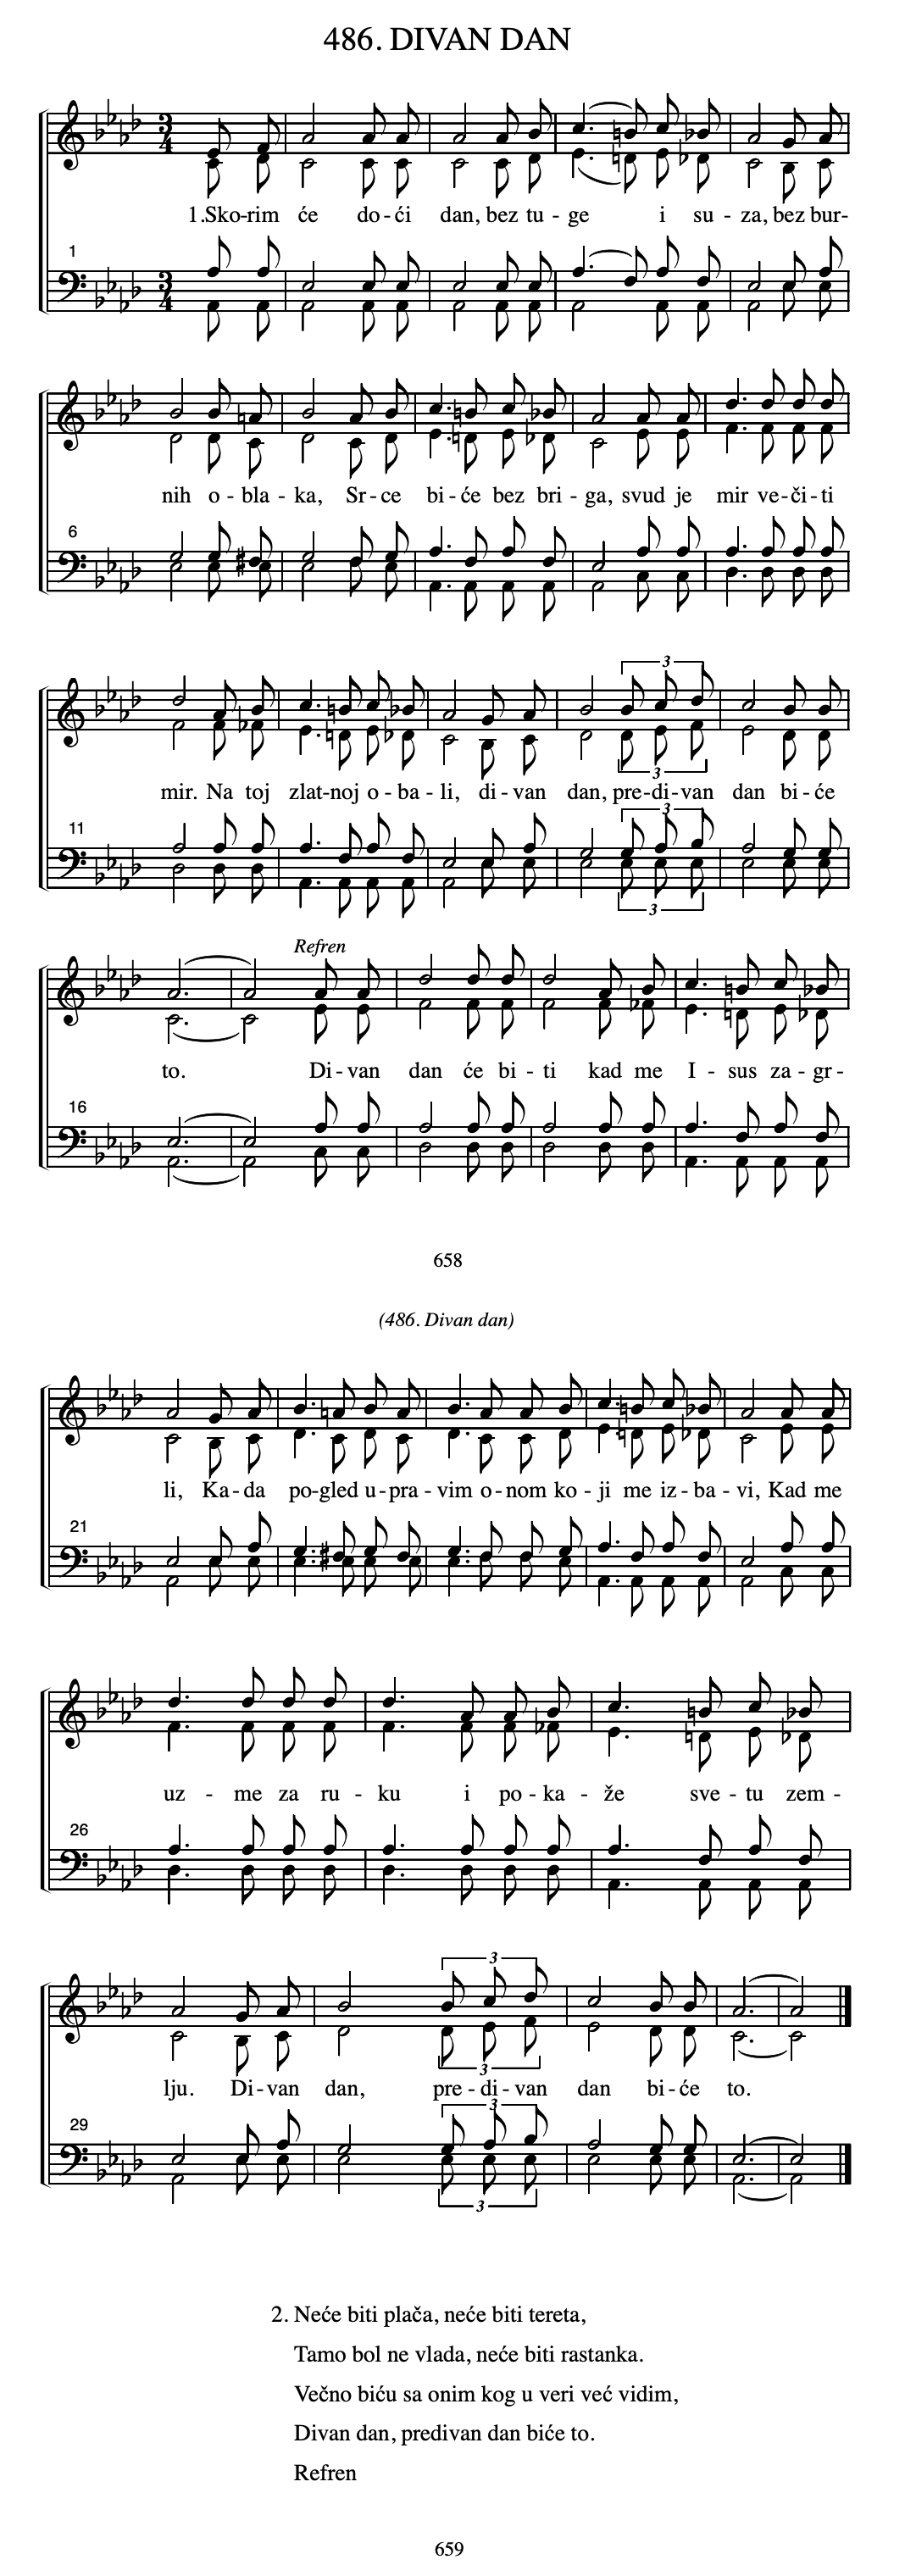 486. DIVAN DAN
1.Sko-rim će do - ći dan, bez tu - ge i su - za, bez bur-
1
nih o - bla - ka, Sr - ce bi - će bez bri - ga, svud je mir ve - či - ti
6
3
mir. Na toj zlat - noj o - ba - li, di - van dan, pre - di - van dan bi - će
3
3
11
3
Refren
to. Di - van dan će bi - ti kad me I - sus za - gr -
16
658
(486. Divan dan)
li, Ka - da po - gled u - pra - vim o - nom ko - ji me iz - ba - vi, Kad me
21
uz - me za ru - ku i po - ka - že sve - tu zem -
26
3
3
lju. Di - van dan, pre - di - van dan bi - će to.
3
29
3
2. Neće biti plača, neće biti tereta,
Tamo bol ne vlada, neće biti rastanka.
Večno biću sa onim kog u veri već vidim,
Divan dan, predivan dan biće to.
Refren
659